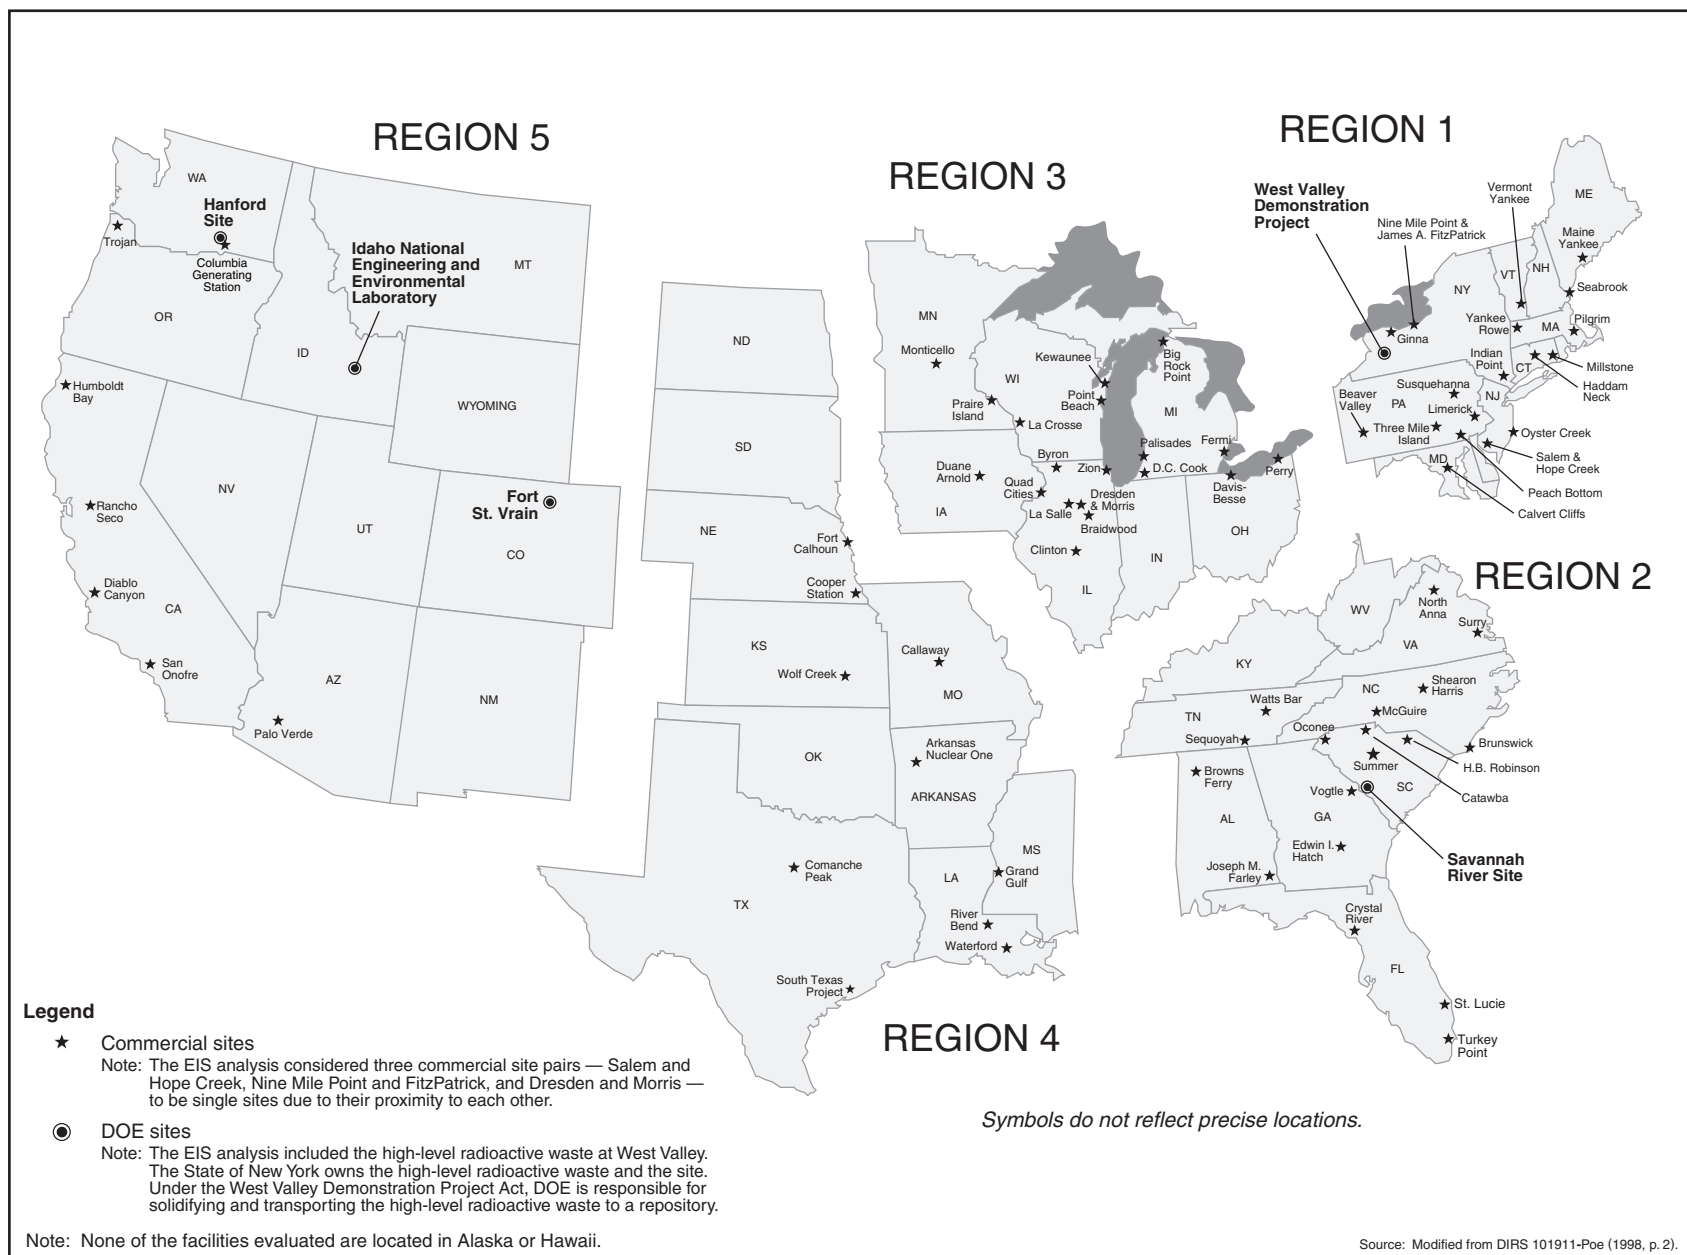 REGION 5
WA
Hanford
Site
Trojan
Columbia
Generating
Station
Idaho National
Engineering and
Environmental
Laboratory
MT
OR
ID
WYOMING
Humboldt
Bay
NV
Fort
St. Vrain
Rancho
Seco
UT
CO
Diablo
Canyon
CA
San
Onofre
AZ
NM
Palo Verde
REGION 3
MN
Monticello
Kewaunee
Big
Rock
Point
WI
Point
Beach
Praire
Island
MI
La Crosse
Palisades
Fermi
Byron
Zion
D.C. Cook
Perry
Duane
Arnold
Quad
Cities
Dresden
& Morris
Davis-
Besse
La Salle
Braidwood
IA
OH
Clinton
IN
IL
REGION 1
West Valley
Demonstration
Project
Vermont
Yankee
ME
Nine Mile Point &
James A. FitzPatrick
Maine
Yankee
VT
NH
NY
Seabrook
Yankee
Rowe
MA
Pilgrim
Ginna
Indian
Point
CT
Millstone
Susquehanna
Haddam
Neck
Beaver
Valley
PA
NJ
Limerick
Three Mile
Island
Oyster Creek
MD
Salem &
Hope Creek
Peach Bottom
Calvert Cliffs
ND
SD
NE
Fort
Calhoun
Cooper
Station
KS
Callaway
Wolf Creek
MO
OK
Arkansas
Nuclear One
ARKANSAS
MS
Comanche
Peak
LA
Grand
Gulf
TX
River
Bend
Waterford
South Texas
Project
REGION 4
REGION 2
WV
North
Anna
Surry
VA
KY
Shearon
Harris
NC
Watts Bar
McGuire
TN
Oconee
Sequoyah
Brunswick
H.B. Robinson
Summer
Browns
Ferry
Vogtle
SC
Catawba
AL
GA
Edwin I.
Hatch
Savannah
River Site
Joseph M.
Farley
Crystal
River
FL
St. Lucie
Turkey
Point
Legend
Commercial sites
Note: The EIS analysis considered three commercial site pairs — Salem and
Hope Creek, Nine Mile Point and FitzPatrick, and Dresden and Morris —
to be single sites due to their proximity to each other.
DOE sites
Note: The EIS analysis included the high-level radioactive waste at West Valley.
The State of New York owns the high-level radioactive waste and the site.
Under the West Valley Demonstration Project Act, DOE is responsible for
solidifying and transporting the high-level radioactive waste to a repository.
Symbols do not reflect precise locations.
Note: None of the facilities evaluated are located in Alaska or Hawaii.
Source: Modified from DIRS 101911-Poe (1998, p. 2).